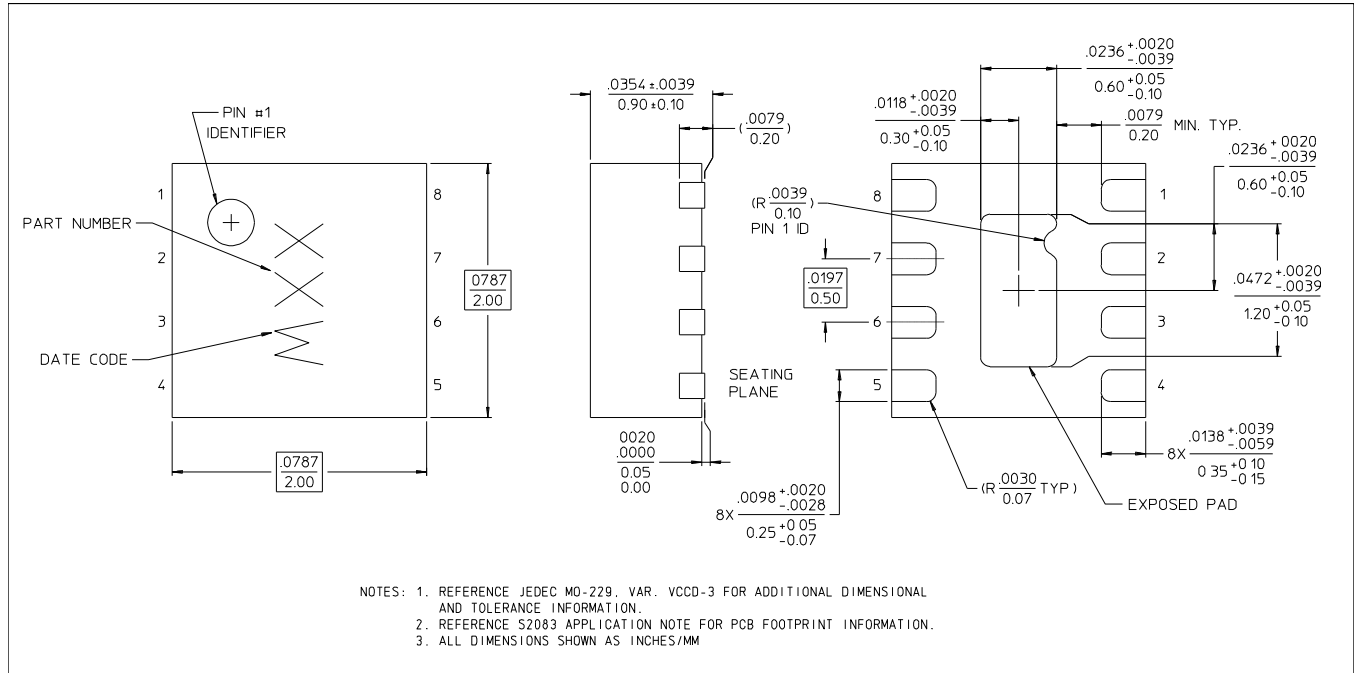 PIN #1
IDENTIFIER
PART NUMBER
DATE CODE
1
2
3
4
8
7
6
5
XX
W
.0787
2.00
.0787
2.00
.0354 ±.0039
0.90 ±0.10
( .0079 )
0.20
SEATING
PLANE
0020
.0000
0.05
0.00
.0236 +.0020
-.0039
0.60 +0.05
-0.10
.0118 +.0020
-.0039
0.30 +0.05
-0.10
.0079
0.20
MIN. TYP.
.0236 +0020
-.0039
0.60 +0.05
-0.10
(R .0039 )
0.10
PIN 1 ID
8
7
6
5
1
2
3
4
.0197
0.50
.0472 +.0020
-.0039
1.20 +0.05
-0 10
8X .0098 +.0020
-.0028
0.25 +0 05
-0.07
(R .0030 TYP )
0.07
8X .0138 +.0039
-.0059
0 35 +0 10
-0 15
EXPOSED PAD
NOTES: 1. REFERENCE JEDEC MO-229, VAR. VCCD-3 FOR ADDITIONAL DIMENSIONAL
AND TOLERANCE INFORMATION.
2. REFERENCE S2083 APPLICATION NOTE FOR PCB FOOTPRINT INFORMATION.
3. ALL DIMENSIONS SHOWN AS INCHES/MM